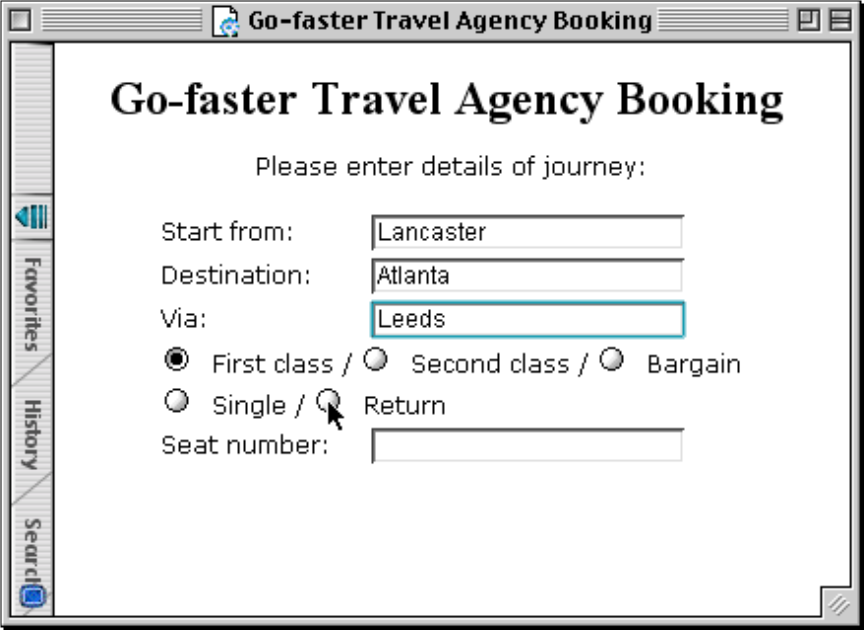 Go-faster Travel Agency Booking
Go-faster Travel Agency Booking
Please enter details of journey:
Start from: Lancaster
Destination: Atlanta
Via: Leeds
First class / Second class / Bargain
Single / Return
Seat number:
Favorites
History
Search